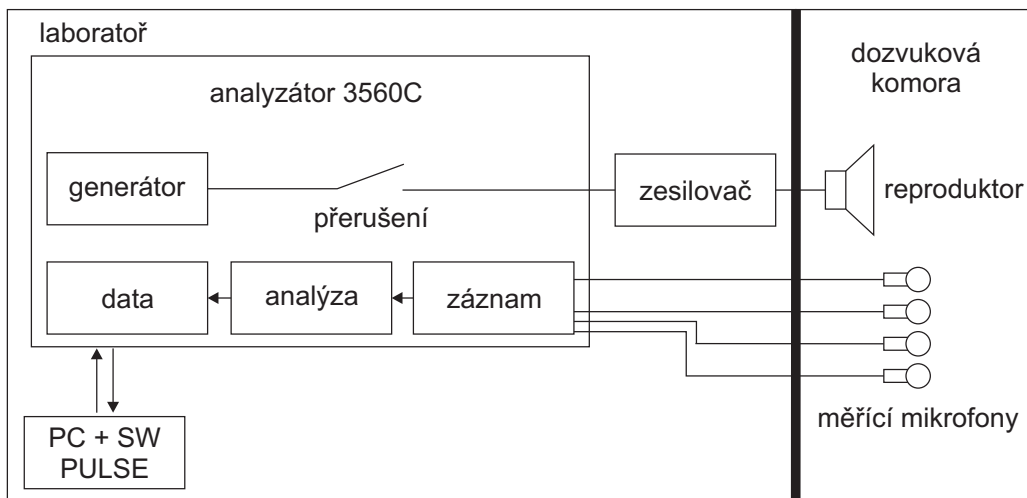 laboratoř
analyzátor 3560C
dozvuková
komora
generátor
přerušení
zesilovač
reproduktor
data
analýza
záznam
měřící mikrofony
PC + SW
PULSE